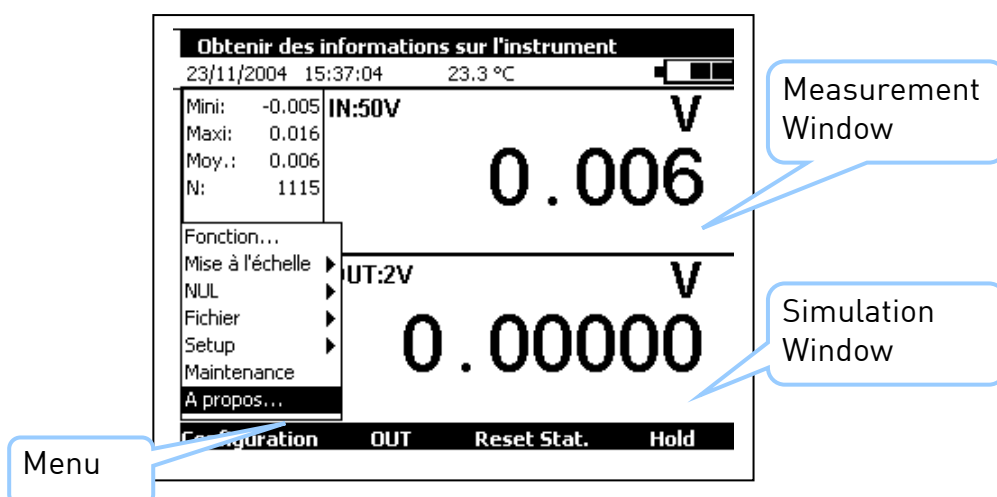 Obtenir des informations sur l'instrument
23/11/2004 15:37:04 23.3 °C
Mini: -0.005
Maxi: 0.016
Moy.: 0.006
N: 1115
IN:50V V
0.006
Fonction...
Mise à l'échelle
NUL
Fichier
Setup
Maintenance
A propos...
OUT:2V V
0.00000
Configuration OUT Reset Stat. Hold
Measurement
Window
Simulation
Window
Menu